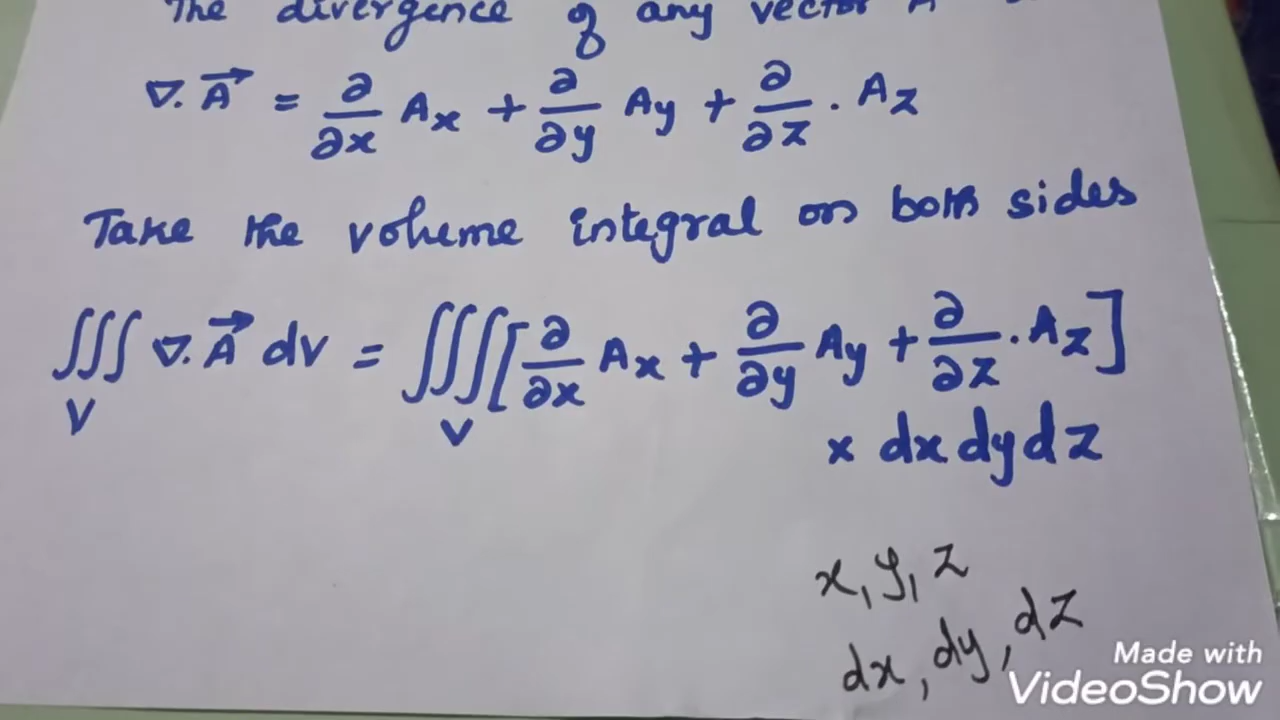 The divergence of any vector A
∇. A⃗ = ∂/∂x Ax + ∂/∂y Ay + ∂/∂z . Az
Take the volume integral on both sides
∭V ∇. A⃗ dv = ∭V [∂/∂x Ax + ∂/∂y Ay + ∂/∂z . Az]
x dx dy dz
x, y, z
dx, dy, dz
Made with
VideoShow